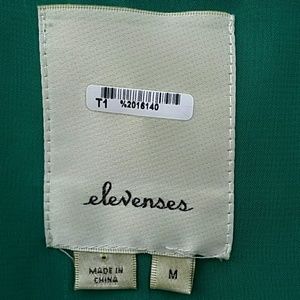 T1 %2016140
elevenses
MADE IN
CHINA
M